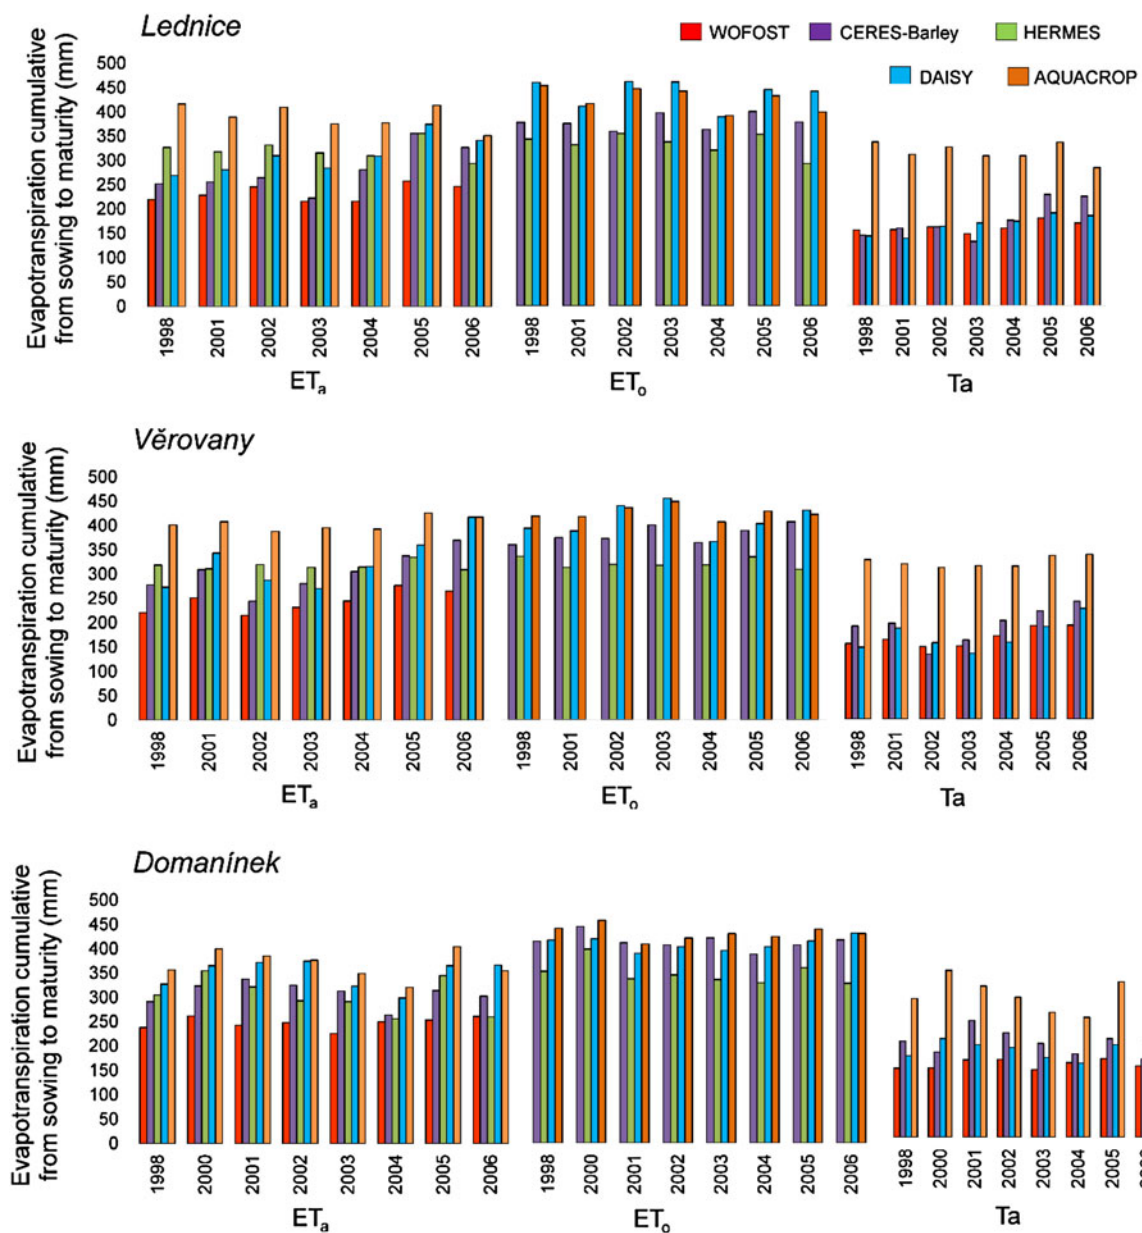 Lednice
WOFOST CERES-Barley HERMES
DAISY AQUACROP
Evapotranspiration cumulative
from sowing to maturity (mm)
500
450
400
350
300
250
200
150
100
50
0
1998 2001 2002 2003 2004 2005 2006 1998 2001 2002 2003 2004 2005 2006 1998 2001 2002 2003 2004 2005 2006
ETa ETo Ta
Věrovany
Evapotranspiration cumulative
from sowing to maturity (mm)
500
450
400
350
300
250
200
150
100
50
0
1998 2001 2002 2003 2004 2005 2006 1998 2001 2002 2003 2004 2005 2006 1998 2001 2002 2003 2004 2005 2006
ETa ETo Ta
Domanínek
Evapotranspiration cumulative
from sowing to maturity (mm)
500
450
400
350
300
250
200
150
100
50
0
1998 2000 2001 2002 2003 2004 2005 2006 1998 2000 2001 2002 2003 2004 2005 2006 1998 2000 2001 2002 2003 2004 2005
ETa ETo Ta